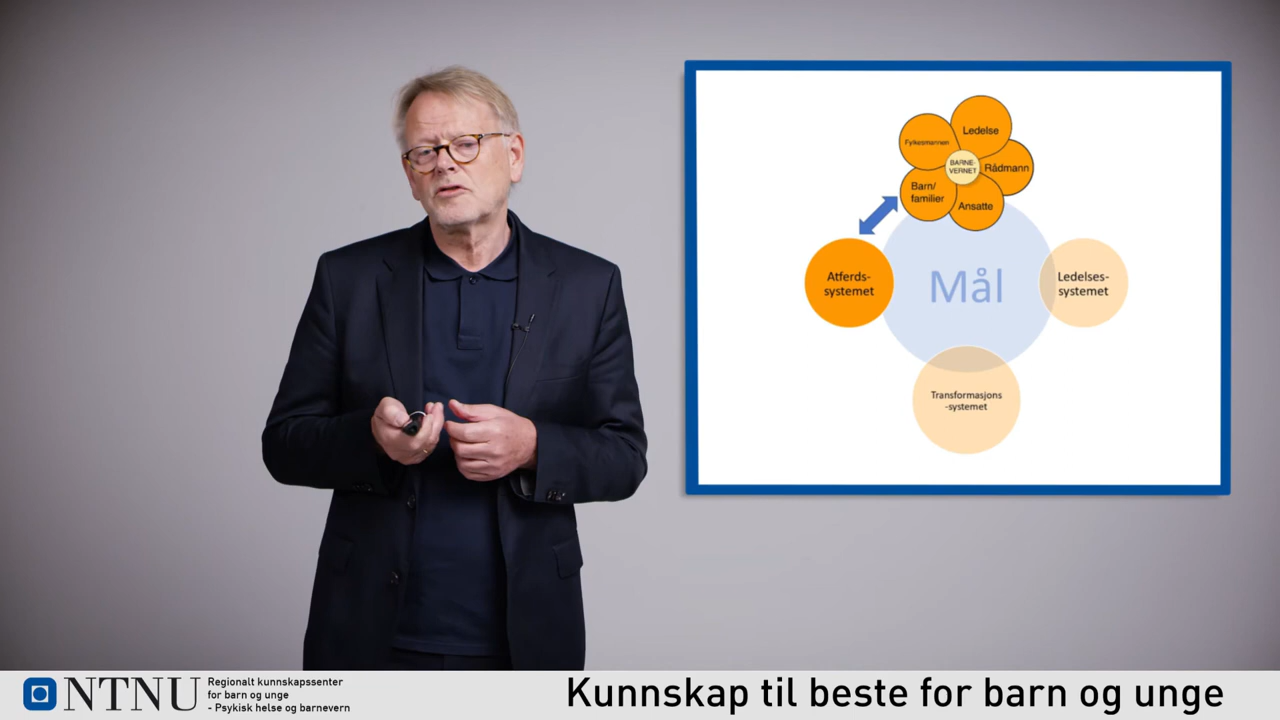 Fylkesmannen
Ledelse
BARNE-
VERNET
Rådmann
Barn/
familier
Ansatte
Atferds-
systemet
Mål
Ledelses-
systemet
Transformasjons
-systemet
NTNU
Regionalt kunnskapssenter
for barn og unge
- Psykisk helse og barnevern
Kunnskap til beste for barn og unge